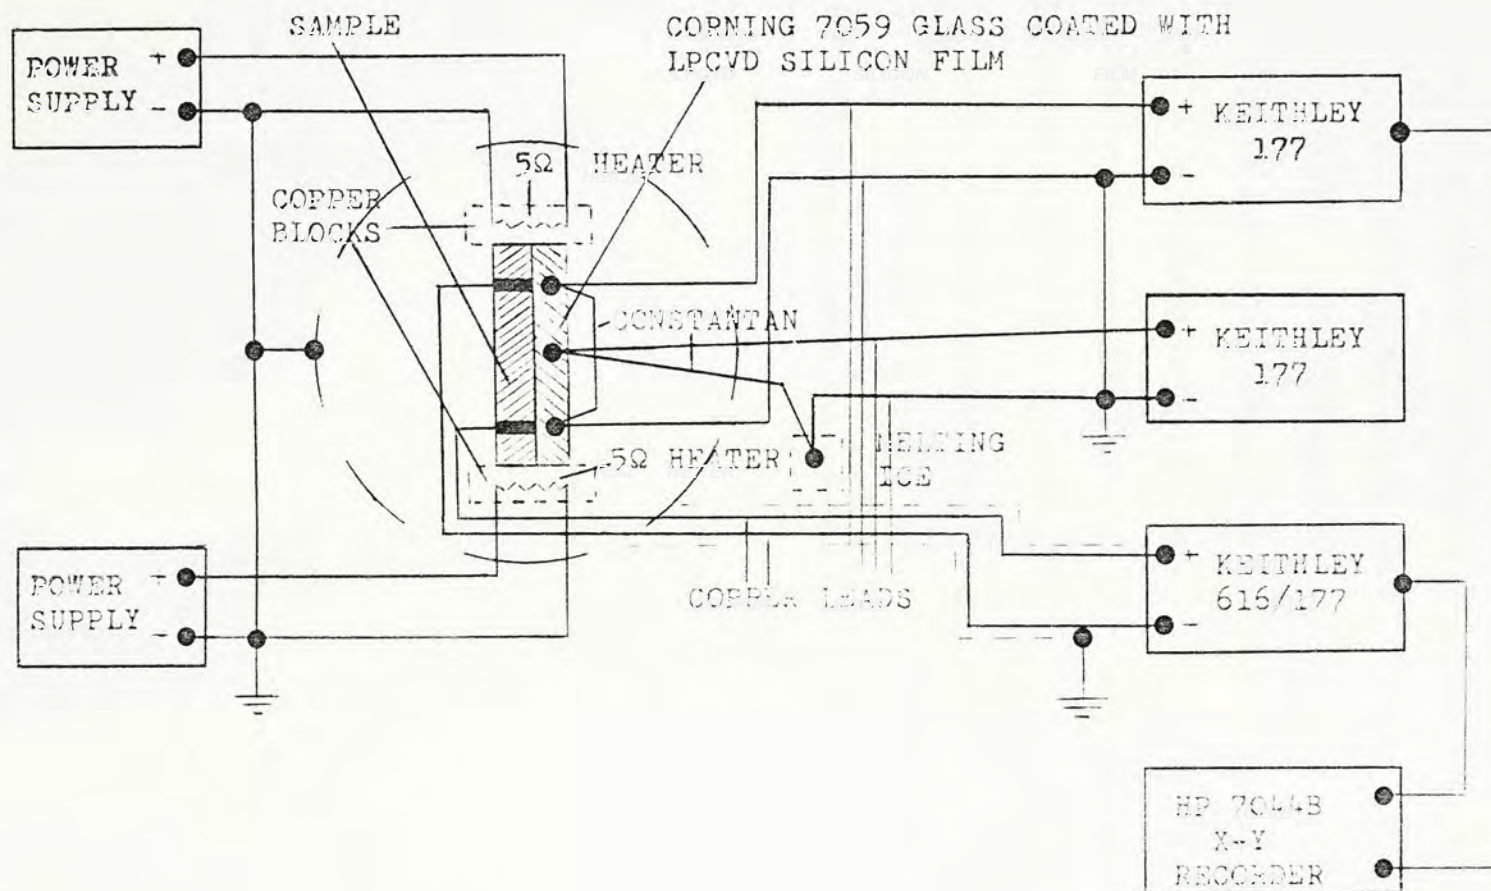 SAMPLE
CORNING 7059 GLASS COATED WITH
LPCVD SILICON FILM
POWER
SUPPLY
+
-
5Ω HEATER
COPPER
BLOCKS
+
-
KEITHLEY
177
CONSTANTAN
+
-
KEITHLEY
177
5Ω HEATER
MELTING
ICE
POWER
SUPPLY
+
-
COPPER LEADS
+
-
KEITHLEY
616/177
HP 7044B
X-Y
RECORDER